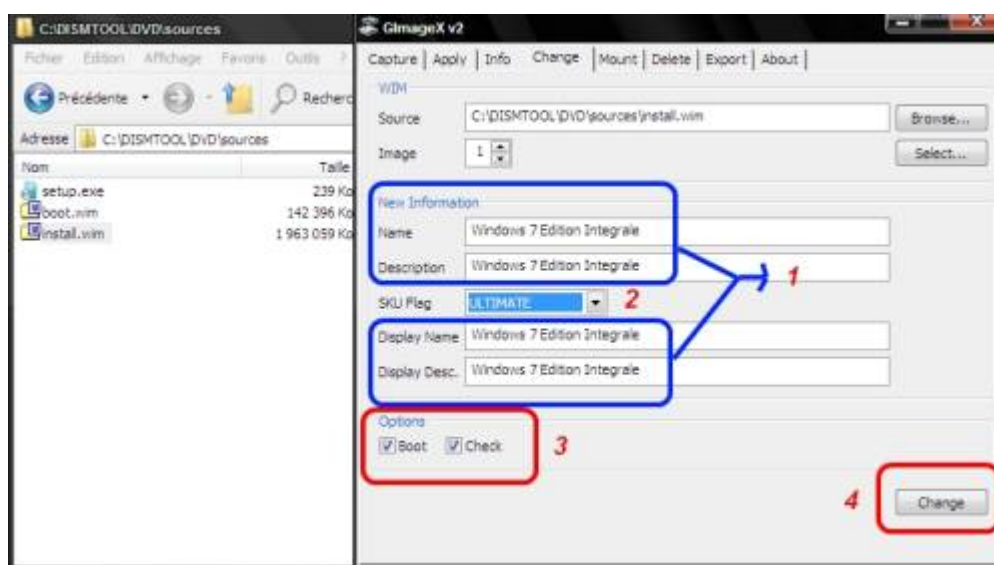 C:\DISMTOOL\DVD\sources
Fichier Edition Affichage Favoris Outils ?
Précédente
Recherc
Adresse C:\DISMTOOL\DVD\sources
Nom Taille
setup.exe 239 Ko
boot.wim 142 396 Ko
install.wim 1 963 059 Ko
GImageX v2
Capture Apply Info Change Mount Delete Export About
WIM
Source C:\DISMTOOL\DVD\sources\install.wim Browse...
Image 1 Select...
New Information
Name Windows 7 Edition Integrale
Description Windows 7 Edition Integrale
1
SKU Flag ULTIMATE 2
Display Name Windows 7 Edition Integrale
Display Desc. Windows 7 Edition Integrale
Options
Boot Check 3
4 Change